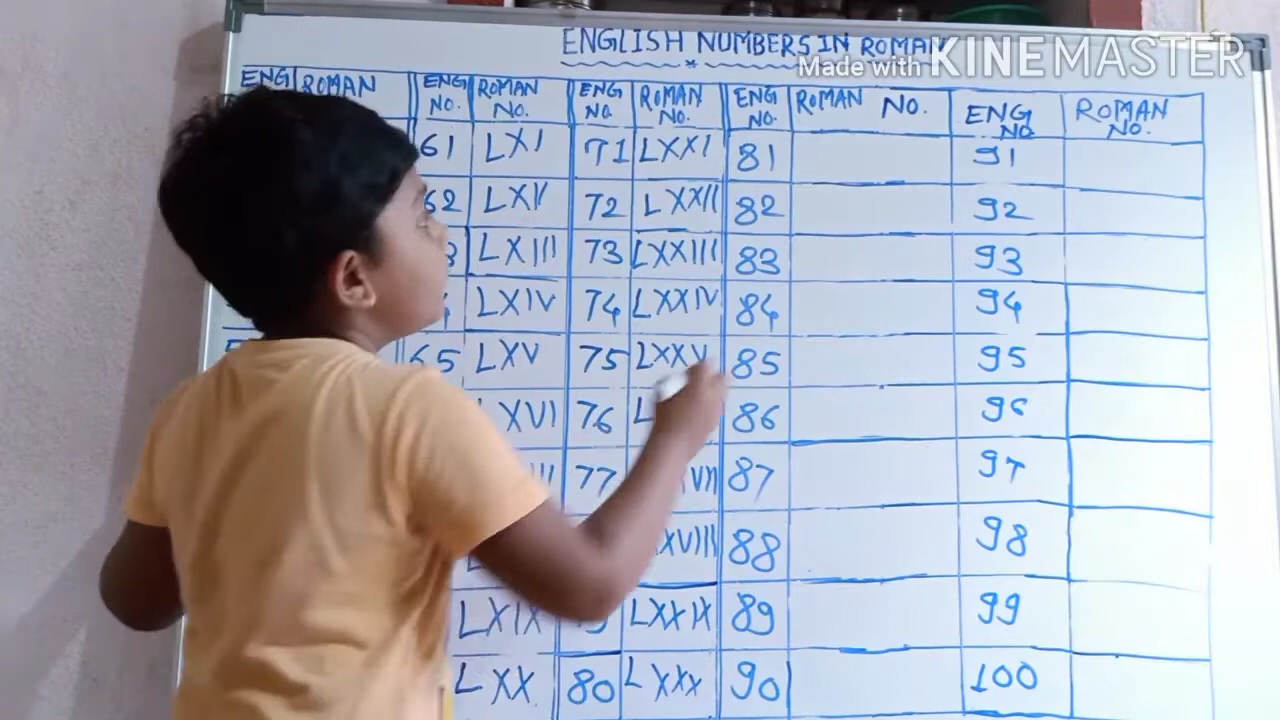 ENGLISH NUMBERS IN ROMAN
Made with KINEMASTER
ENG ROMAN ENG NO. ROMAN NO. ENG NO. ROMAN NO. ENG NO. ROMAN NO. ENG NO. ROMAN NO.
61 LXI 71 LXXI 81 91
62 LXII 72 LXXII 82 92
LXIII 73 LXXIII 83 93
LXIV 74 LXXIV 84 94
65 LXV 75 LXXV 85 95
76 86 96
77 87 97
88 98
LXIX LXXIX 89 99
LXX 80 LXXX 90 100